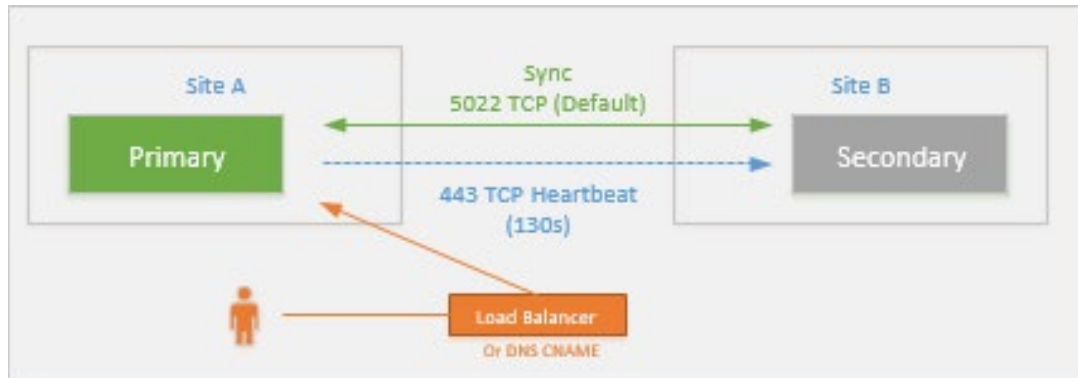 Site A
Sync
5022 TCP (Default)
Site B
Primary
Secondary
443 TCP Heartbeat
(130s)
Load Balancer
Or DNS CNAME